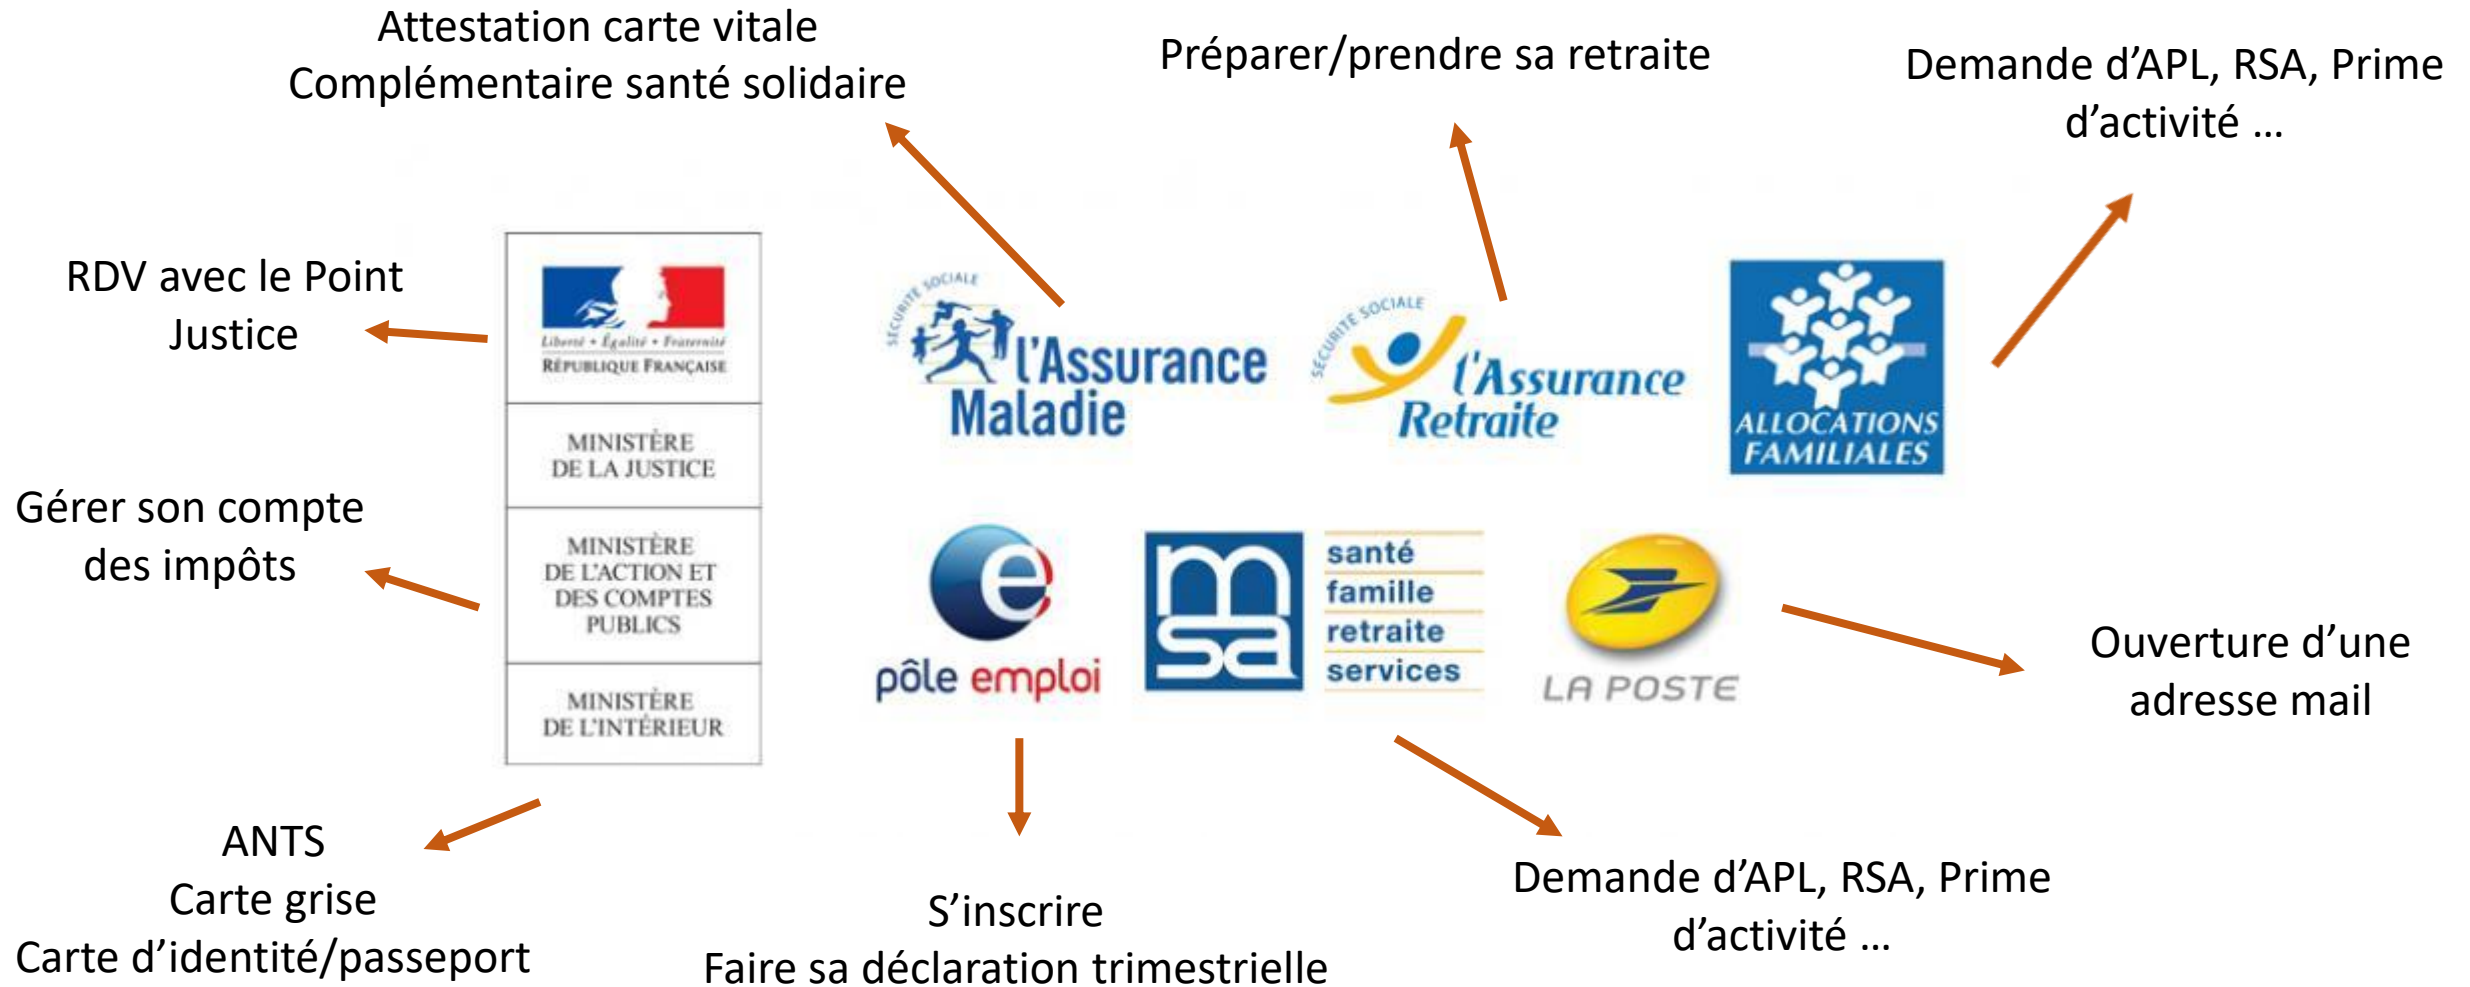 Attestation carte vitale
Complémentaire santé solidaire
Préparer/prendre sa retraite
Demande d’APL, RSA, Prime
d’activité ...
RDV avec le Point
Justice
Liberté • Égalité • Fraternité
RÉPUBLIQUE FRANÇAISE
MINISTÈRE
DE LA JUSTICE
MINISTÈRE
DE L'ACTION ET
DES COMPTES
PUBLICS
MINISTÈRE
DE L'INTÉRIEUR
SÉCURITÉ SOCIALE
l'Assurance
Maladie
SÉCURITÉ SOCIALE
l'Assurance
Retraite
ALLOCATIONS
FAMILIALES
Gérer son compte
des impôts
e
pôle emploi
msa
santé
famille
retraite
services
LA POSTE
Ouverture d’une
adresse mail
ANTS
Carte grise
Carte d’identité/passeport
S’inscrire
Faire sa déclaration trimestrielle
Demande d’APL, RSA, Prime
d’activité ...